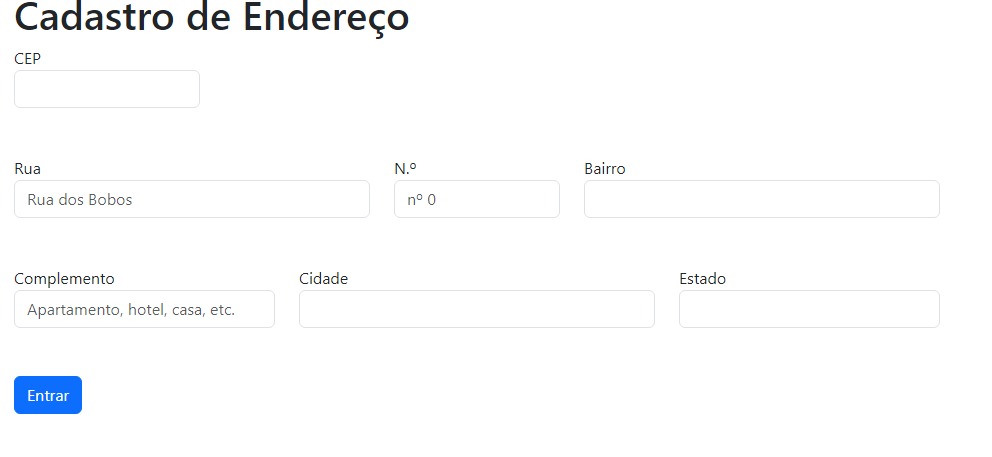 Cadastro de Endereço
CEP
Rua N.º Bairro
Rua dos Bobos nº 0
Complemento Cidade Estado
Apartamento, hotel, casa, etc.
Entrar